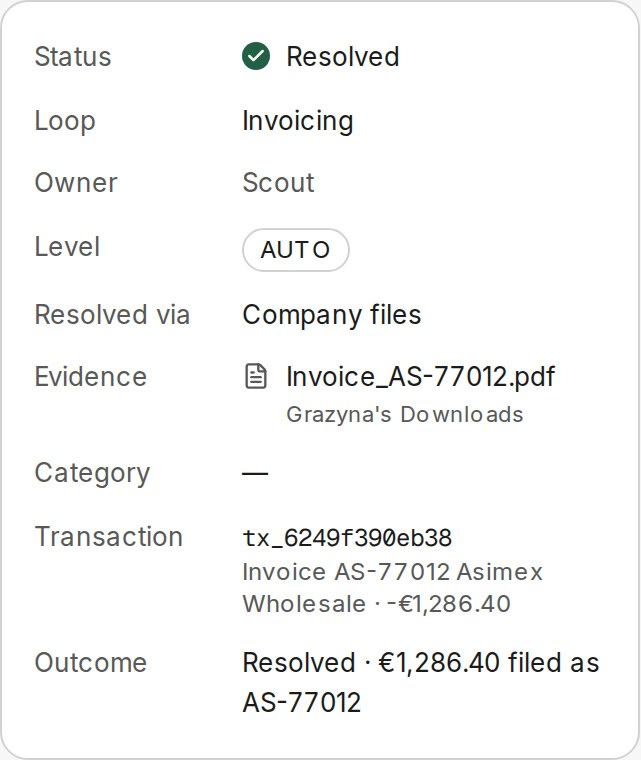 Status Resolved
Loop Invoicing
Owner Scout
Level AUTO
Resolved via Company files
Evidence Invoice_AS-77012.pdf
Grazyna's Downloads
Category —
Transaction tx_6249f390eb38
Invoice AS-77012 Asimex
Wholesale · -€1,286.40
Outcome Resolved · €1,286.40 filed as
AS-77012